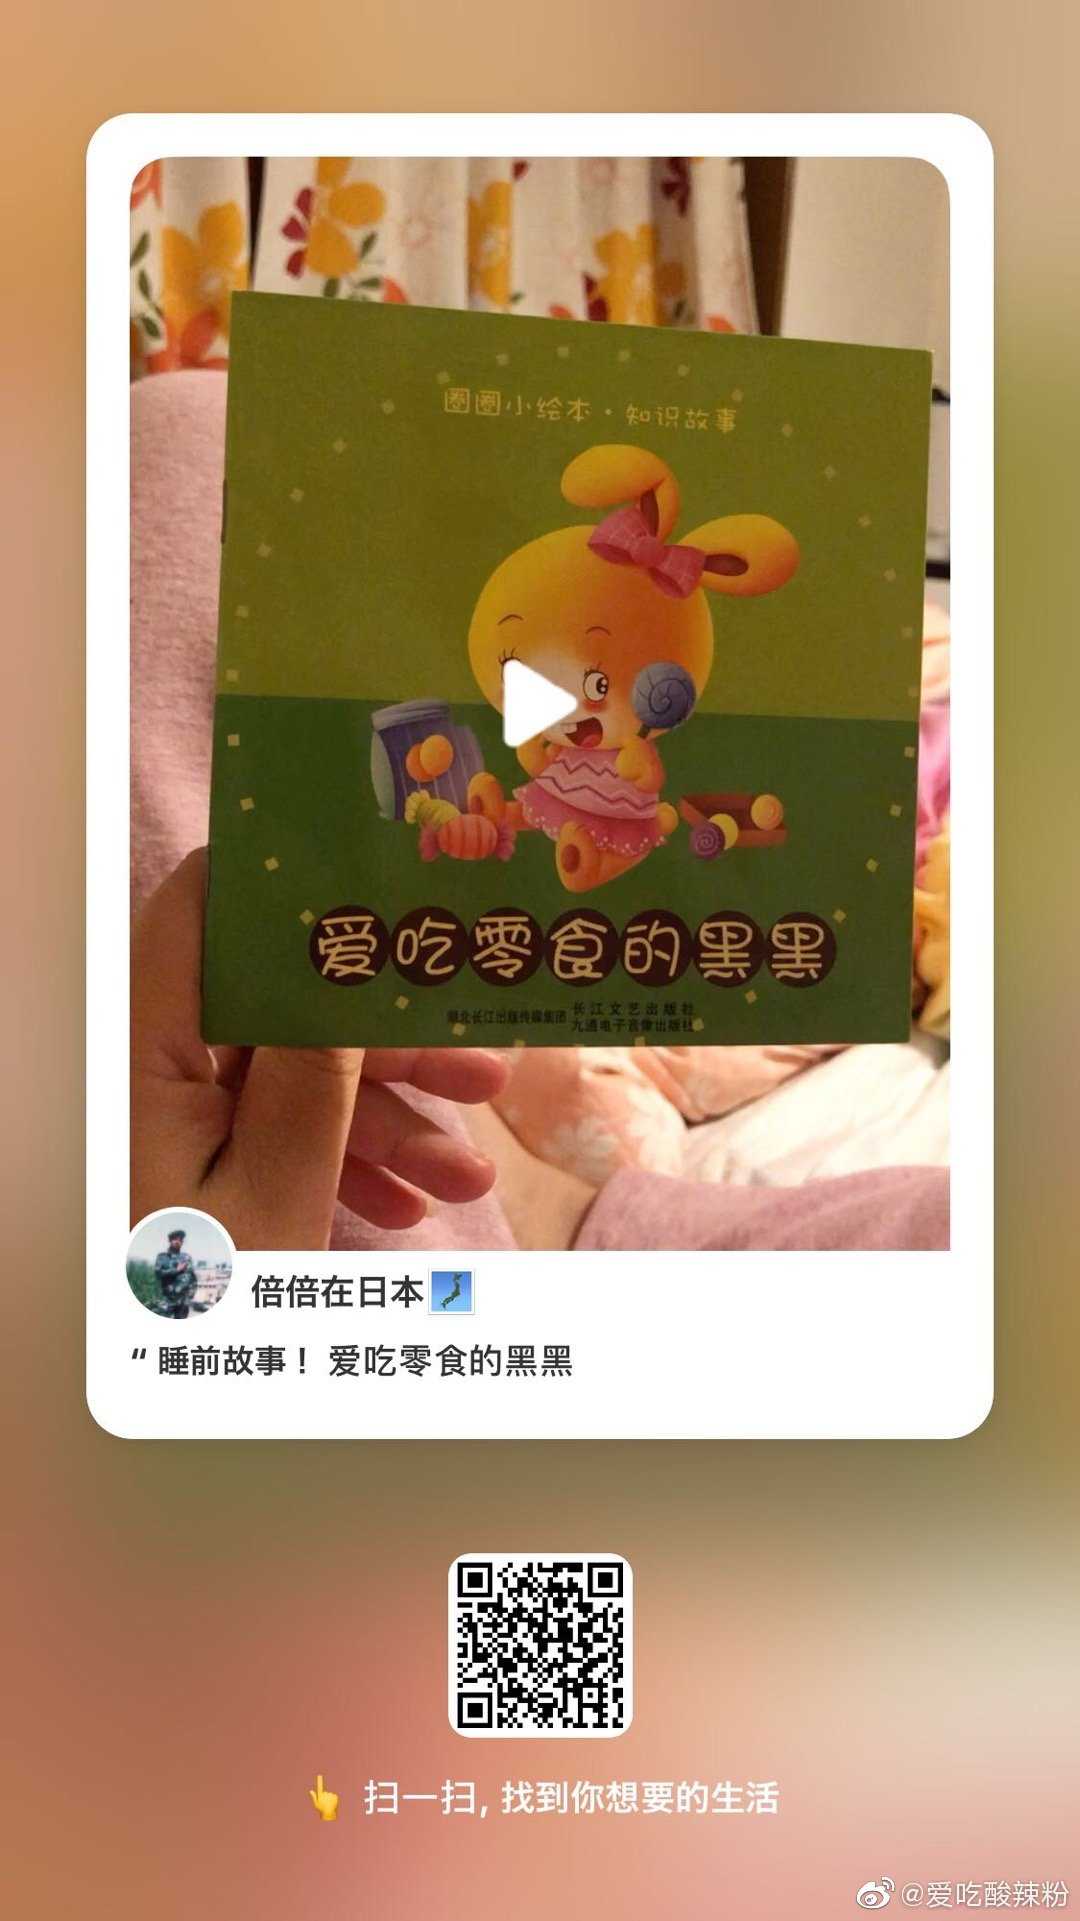 圈圈小绘本·知识故事
爱吃零食的黑黑
湖北长江出版传媒集团 长江文艺出版社
九通电子音像出版社
倍倍在日本🗾
“ 睡前故事！ 爱吃零食的黑黑
👆 扫一扫, 找到你想要的生活
@爱吃酸辣粉